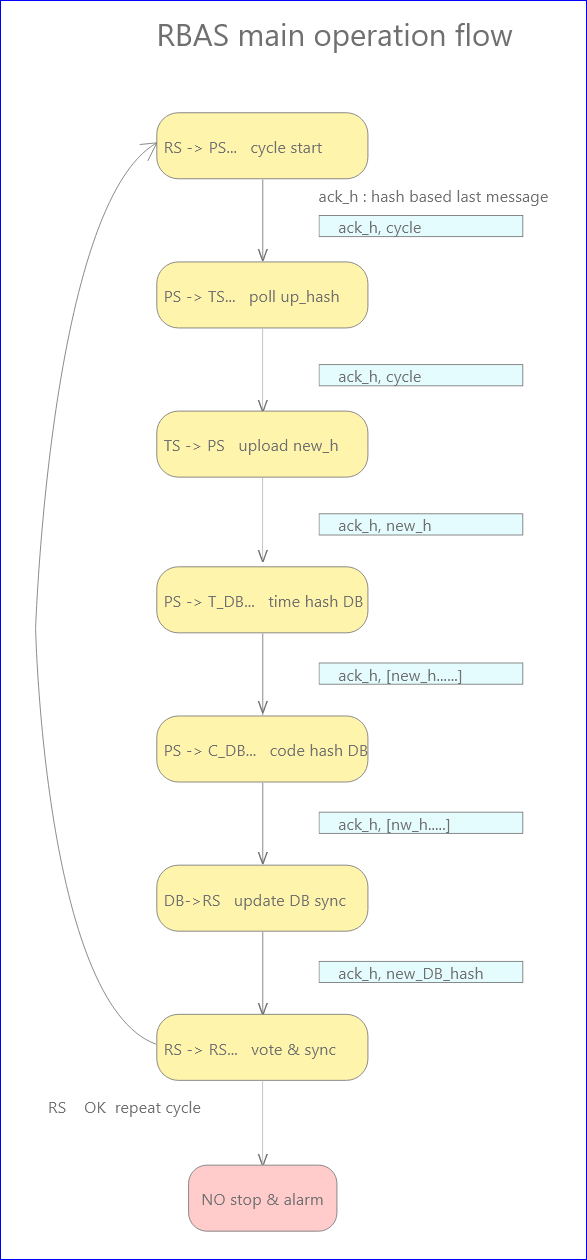 RBAS main operation flow
RS -> PS... cycle start
ack_h : hash based last message
ack_h, cycle
PS -> TS... poll up_hash
ack_h, cycle
TS -> PS upload new_h
ack_h, new_h
PS -> T_DB... time hash DB
ack_h, [new_h......]
PS -> C_DB... code hash DB
ack_h, [nw_h.....]
DB->RS update DB sync
ack_h, new_DB_hash
RS -> RS... vote & sync
RS OK repeat cycle
NO stop & alarm